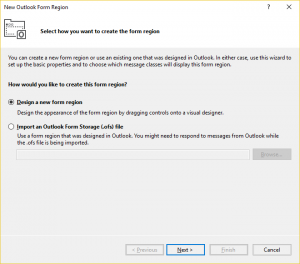 New Outlook Form Region
Select how you want to create the form region?
You can create a new form region or use an existing one that was designed in Outlook. In either case, use this wizard to
set up the basic properties and to choose which message classes will display this form region.
How would you like to create this form region?
Design a new form region
Design the appearance of the form region by dragging controls onto a visual designer.
Import an Outlook Form Storage (.ofs) file
Use a form region that was designed in Outlook. You might need to respond to messages from Outlook while
the .ofs file is being imported.
Browse...
< Previous
Next >
Finish
Cancel